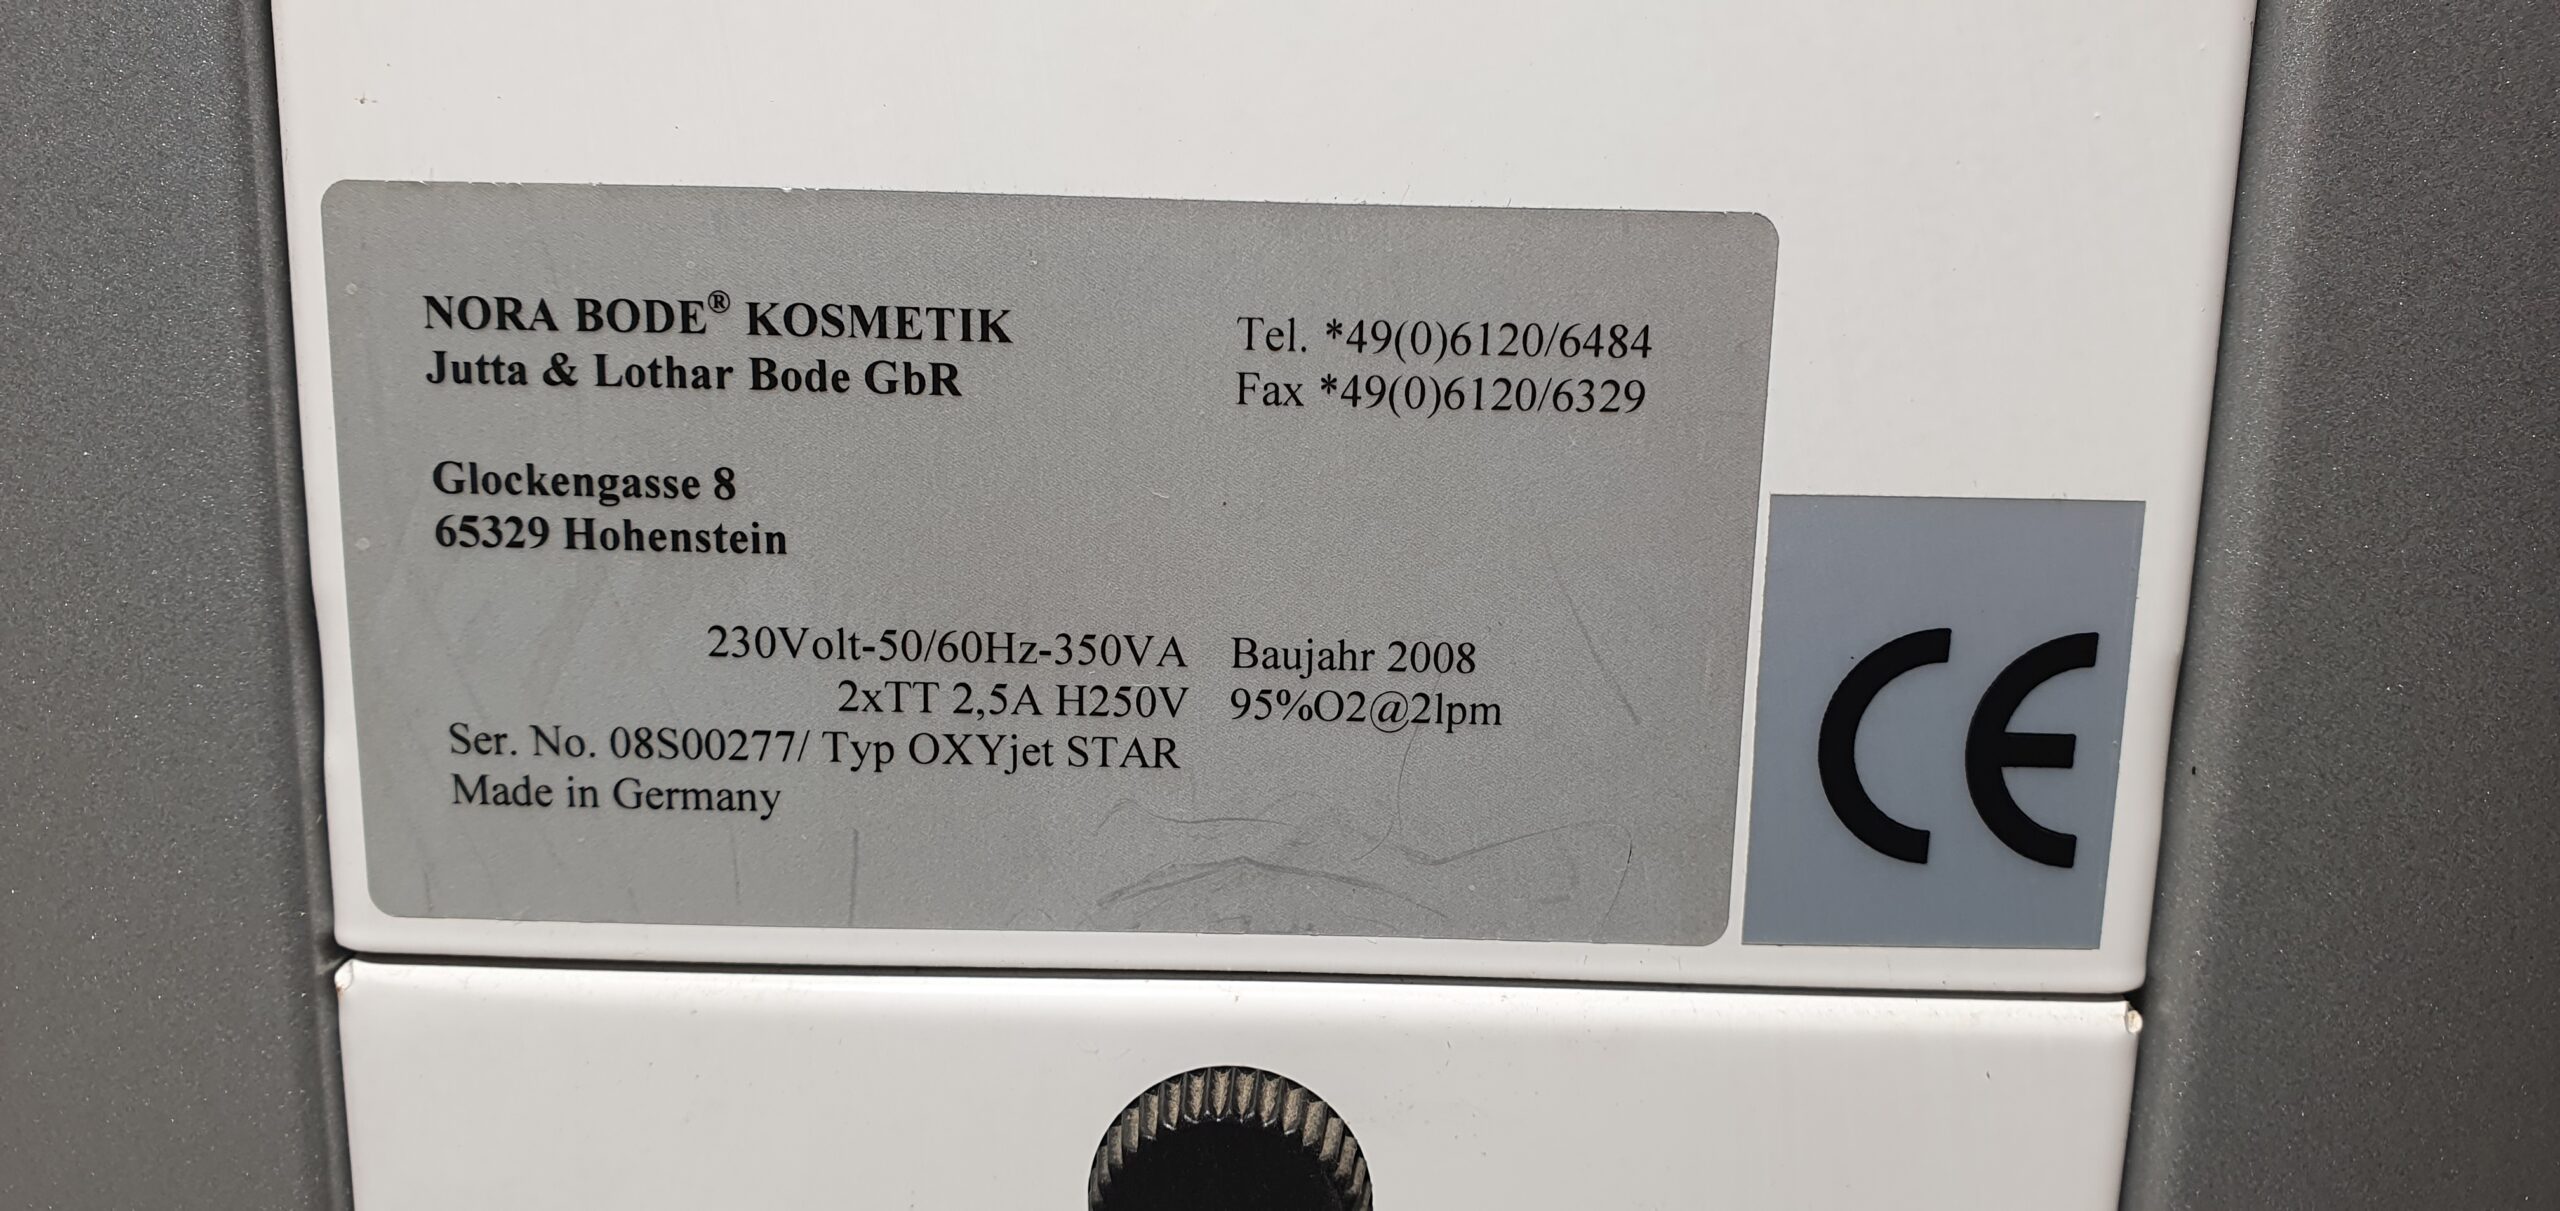 NORA BODE® KOSMETIK
Jutta & Lothar Bode GbR
Tel. *49(0)6120/6484
Fax *49(0)6120/6329
Glockengasse 8
65329 Hohenstein
230Volt-50/60Hz-350VA Baujahr 2008
2xTT 2,5A H250V 95%O2@2lpm
Ser. No. 08S00277/ Typ OXYjet STAR
Made in Germany
CE